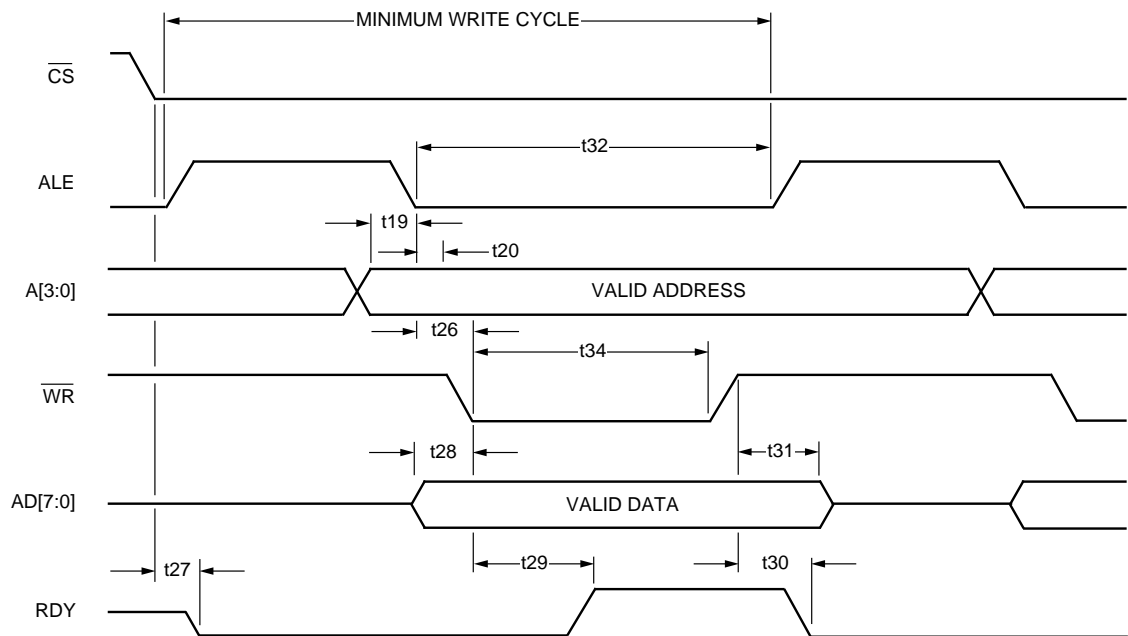 MINIMUM WRITE CYCLE
CS
t32
ALE
t19
t20
A[3:0]
VALID ADDRESS
t26
t34
WR
t28
t31
AD[7:0]
VALID DATA
t27
t29
t30
RDY